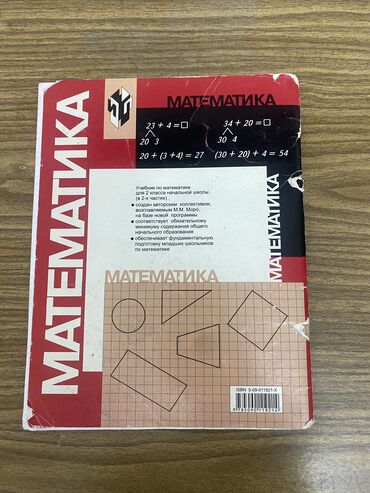 МАТЕМАТИКА
МАТЕМАТИКА
23 + 4 = □
34 + 20 = □
20 3
30 4
20 + (3+4) = 27
(30 + 20) + 4 = 54
Учебник по математике
для 2 класса начальной школы
(в 2-х частях)
• создан авторским коллективом,
возглавляемым М.И. Моро,
на базе новой программы
• соответствует обязательному
минимуму содержания общего
начального образования
• обеспечивает фундаментальную
подготовку младших школьников
по математике
МАТЕМАТИКА
МАТЕМАТИКА
ISBN 5-09-011921-X
9 785090 119214